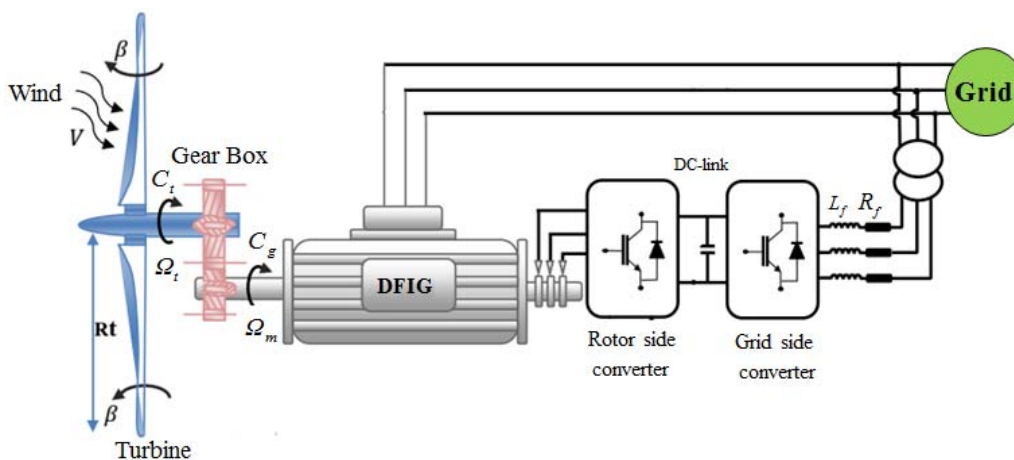 β
Wind
V
Gear Box
C_t
Ω_t
C_g
Ω_m
Rt
β
Turbine
DFIG
DC-link
Rotor side
converter
Grid side
converter
L_f R_f
Grid